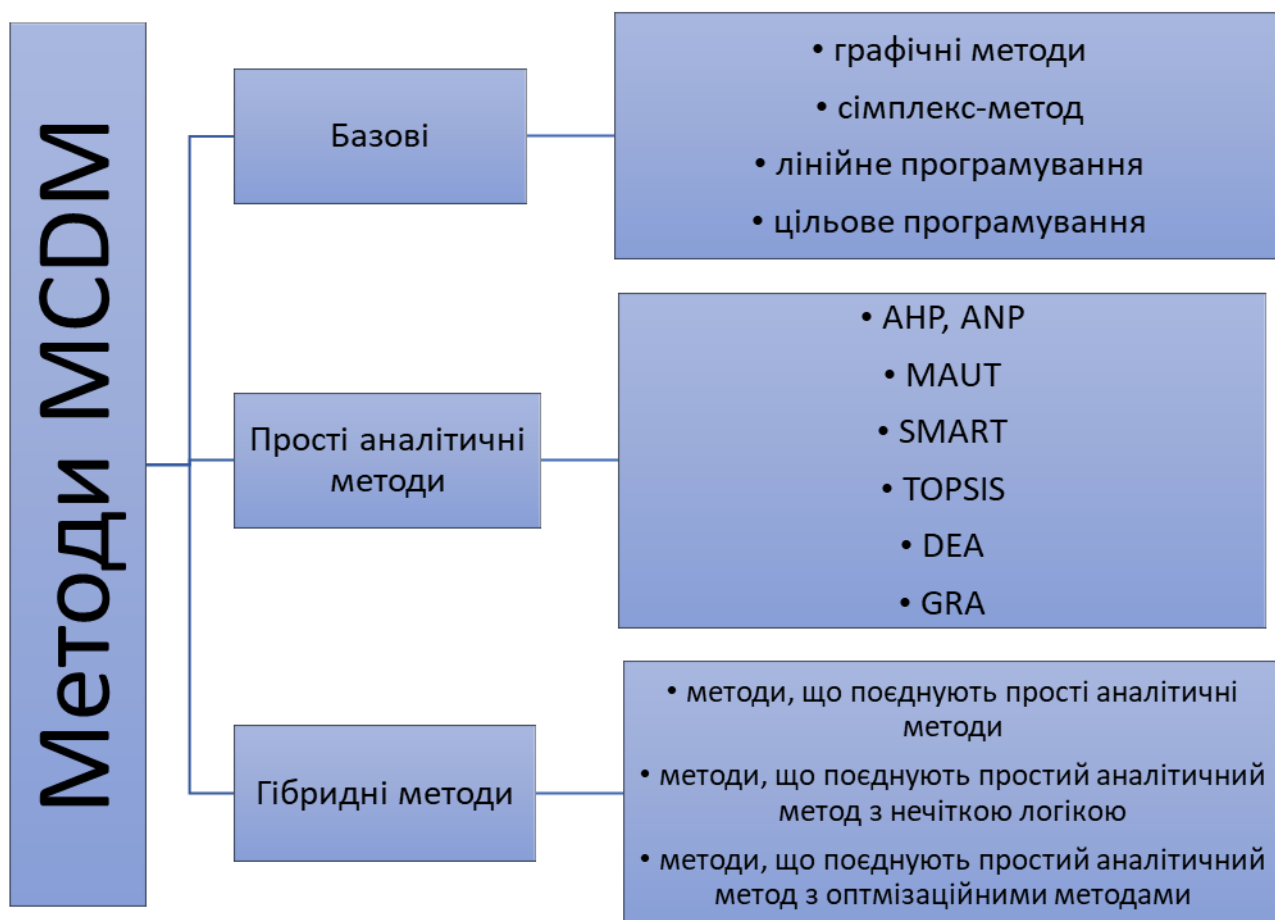 Методи MCDM
Базові
• графічні методи
• сімплекс-метод
• лінійне програмування
• цільове програмування
Прості аналітичні
методи
• AHP, ANP
• MAUT
• SMART
• TOPSIS
• DEA
• GRA
Гібридні методи
• методи, що поєднують прості аналітичні
методи
• методи, що поєднують простий аналітичний
метод з нечіткою логікою
• методи, що поєднують простий аналітичний
метод з оптмізаційними методами